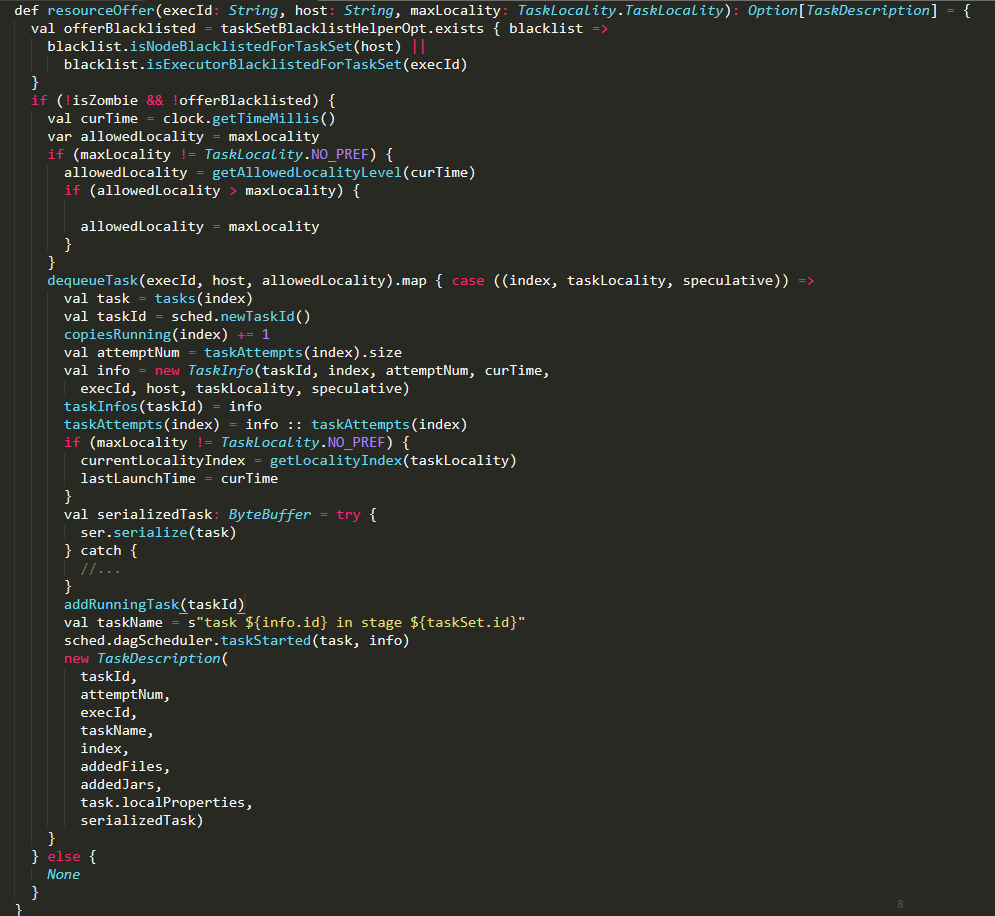 def resourceOffer(execId: String, host: String, maxLocality: TaskLocality.TaskLocality): Option[TaskDescription] = {
  val offerBlacklisted = taskSetBlacklistHelperOpt.exists { blacklist =>
    blacklist.isNodeBlacklistedForTaskSet(host) ||
      blacklist.isExecutorBlacklistedForTaskSet(execId)
  }
  if (!isZombie && !offerBlacklisted) {
    val curTime = clock.getTimeMillis()
    var allowedLocality = maxLocality
    if (maxLocality != TaskLocality.NO_PREF) {
      allowedLocality = getAllowedLocalityLevel(curTime)
      if (allowedLocality > maxLocality) {

        allowedLocality = maxLocality
      }
    }
    dequeueTask(execId, host, allowedLocality).map { case ((index, taskLocality, speculative)) =>
      val task = tasks(index)
      val taskId = sched.newTaskId()
      copiesRunning(index) += 1
      val attemptNum = taskAttempts(index).size
      val info = new TaskInfo(taskId, index, attemptNum, curTime,
        execId, host, taskLocality, speculative)
      taskInfos(taskId) = info
      taskAttempts(index) = info :: taskAttempts(index)
      if (maxLocality != TaskLocality.NO_PREF) {
        currentLocalityIndex = getLocalityIndex(taskLocality)
        lastLaunchTime = curTime
      }
      val serializedTask: ByteBuffer = try {
        ser.serialize(task)
      } catch {
        //...
      }
      addRunningTask(taskId)
      val taskName = s"task ${info.id} in stage ${taskSet.id}"
      sched.dagScheduler.taskStarted(task, info)
      new TaskDescription(
        taskId,
        attemptNum,
        execId,
        taskName,
        index,
        addedFiles,
        addedJars,
        task.localProperties,
        serializedTask)
    }
  } else {
    None
  }
}
8